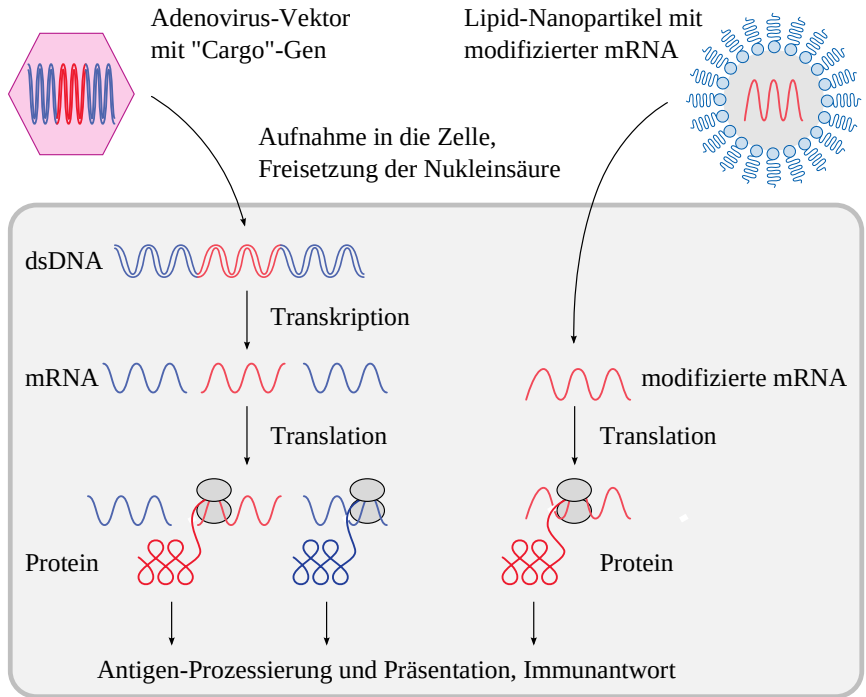 Adenovirus-Vektor
mit "Cargo"-Gen
Lipid-Nanopartikel mit
modifizierter mRNA
Aufnahme in die Zelle,
Freisetzung der Nukleinsäure
dsDNA
Transkription
mRNA
modifizierte mRNA
Translation
Translation
Protein
Protein
Antigen-Prozessierung und Präsentation, Immunantwort